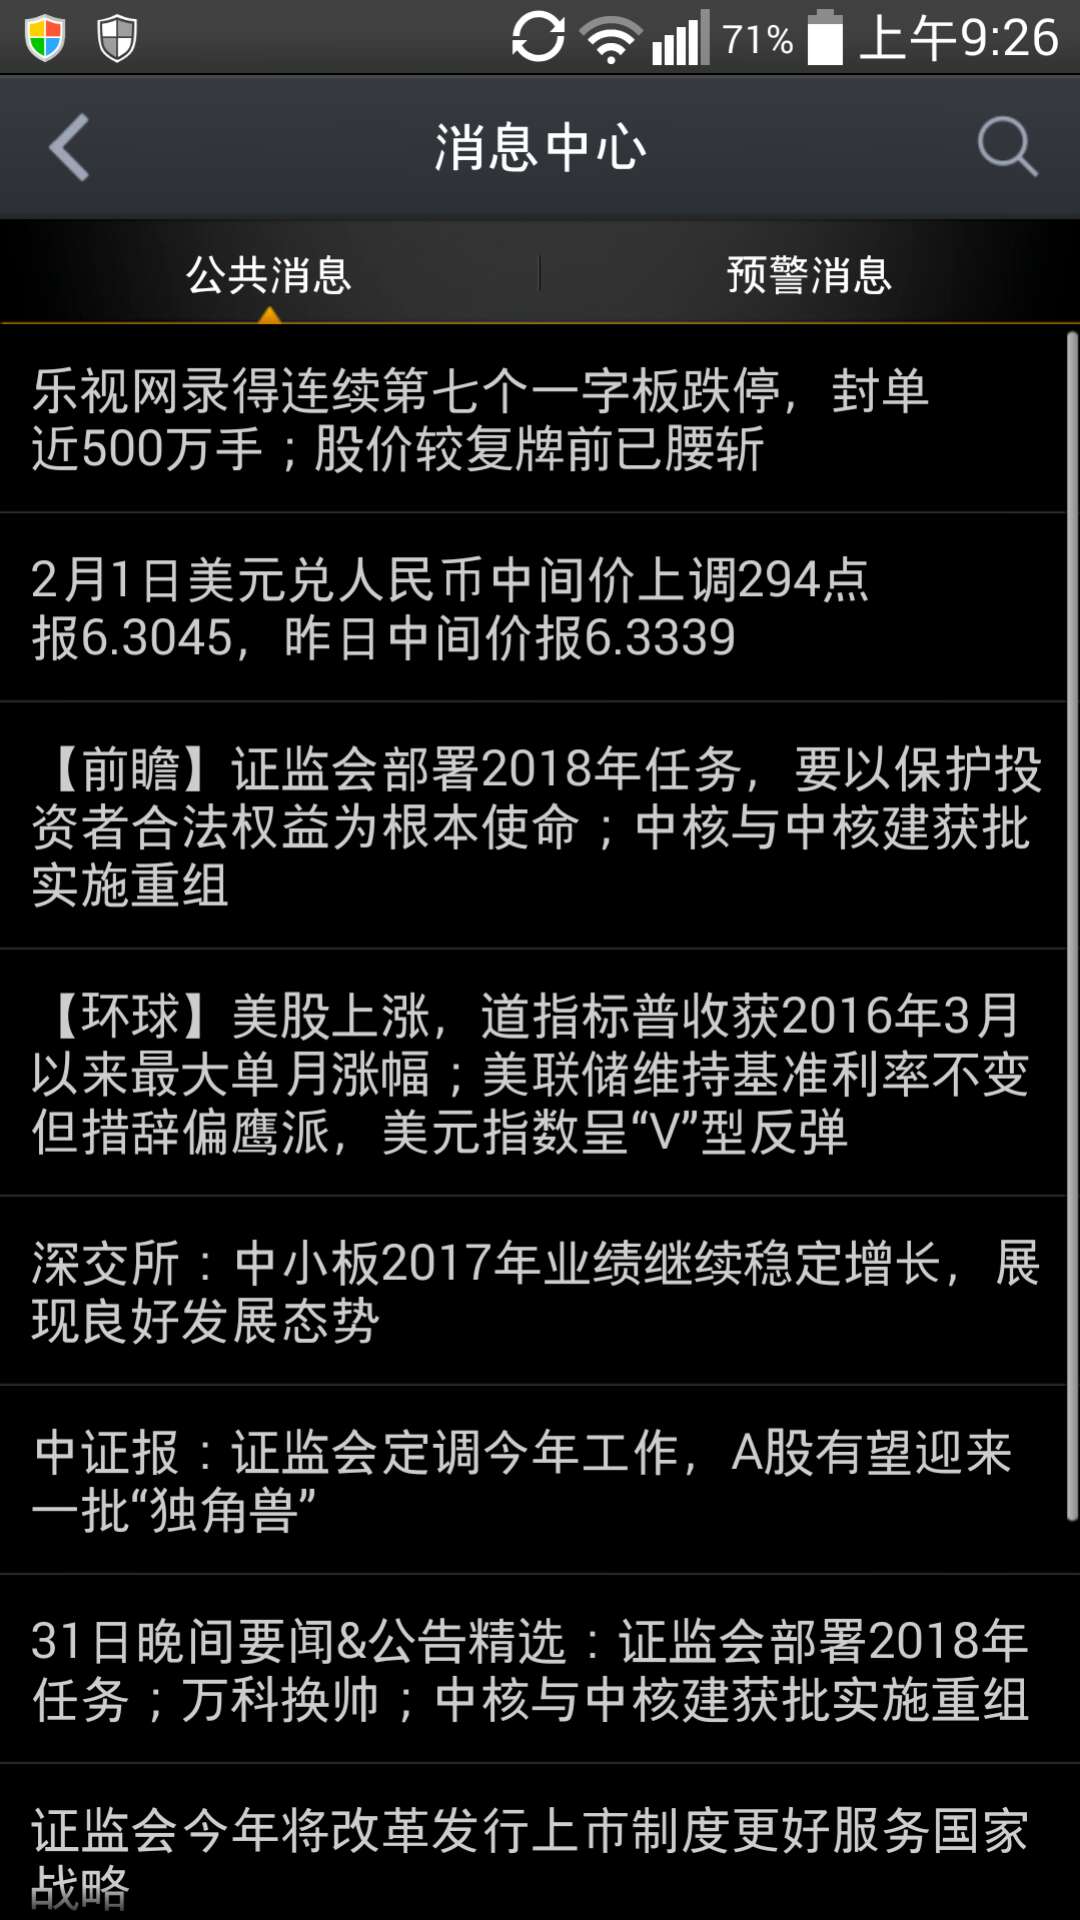 71% 上午9:26
消息中心
公共消息 预警消息
乐视网录得连续第七个一字板跌停，封单
近500万手；股价较复牌前已腰斩
2月1日美元兑人民币中间价上调294点
报6.3045，昨日中间价报6.3339
【前瞻】证监会部署2018年任务，要以保护投
资者合法权益为根本使命；中核与中核建获批
实施重组
【环球】美股上涨，道指标普收获2016年3月
以来最大单月涨幅；美联储维持基准利率不变
但措辞偏鹰派，美元指数呈“V”型反弹
深交所：中小板2017年业绩继续稳定增长，展
现良好发展态势
中证报：证监会定调今年工作，A股有望迎来
一批“独角兽”
31日晚间要闻&公告精选：证监会部署2018年
任务；万科换帅；中核与中核建获批实施重组
证监会今年将改革发行上市制度更好服务国家
战略